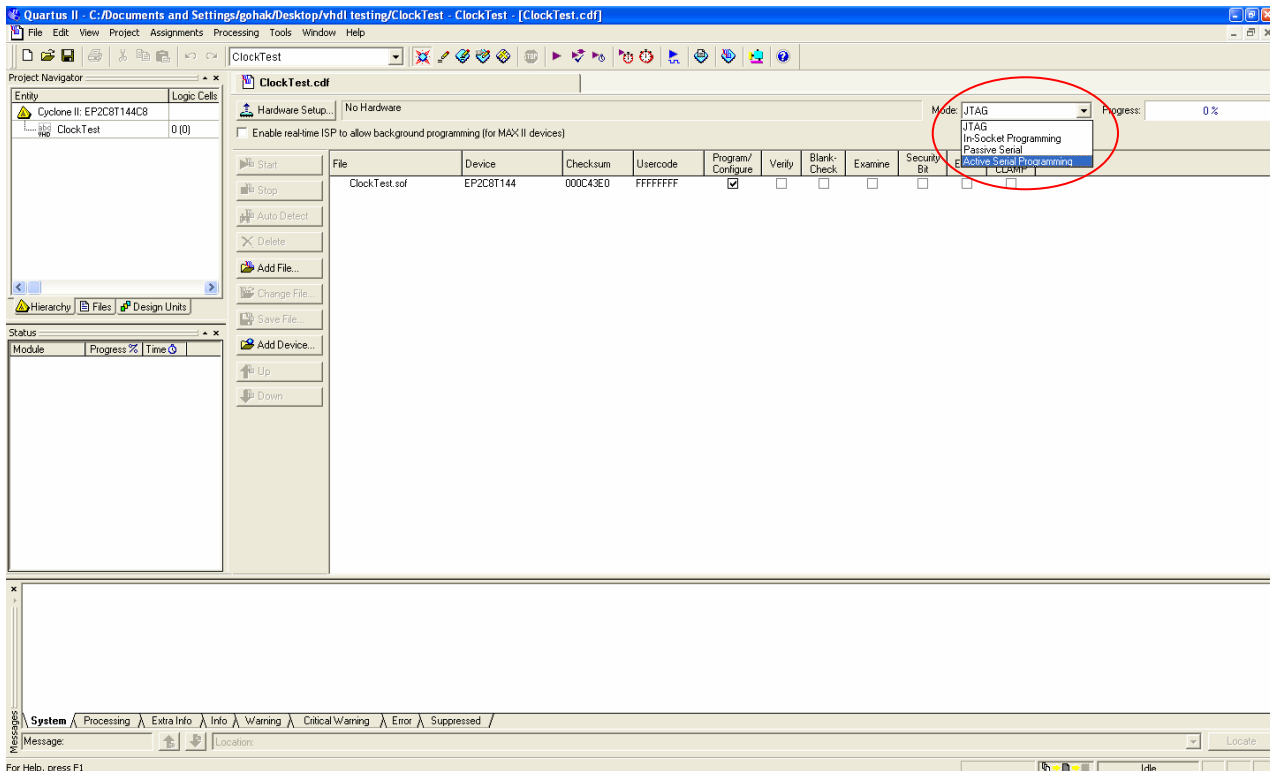 Quartus II - C:/Documents and Settings/gohak/Desktop/vhdl testing/ClockTest - ClockTest - [ClockTest.cdf]
File Edit View Project Assignments Processing Tools Window Help
ClockTest
Project Navigator
Entity Logic Cells
Cyclone II: EP2C8T144C8
ClockTest 0 (0)
Hierarchy Files Design Units
Status
Module Progress % Time
ClockTest.cdf
Hardware Setup... No Hardware Mode: JTAG Progress: 0 %
JTAG
In-Socket Programming
Passive Serial
Active Serial Programming
Enable real-time ISP to allow background programming (for MAX II devices)
File Device Checksum Usercode Program/ Configure Verify Blank- Check Examine Security Bit CLAMP
ClockTest.sof EP2C8T144 000C43E0 FFFFFFFF
Start
Stop
Auto Detect
Delete
Add File...
Change File...
Save File...
Add Device...
Up
Down
Messages
System Processing Extra Info Info Warning Critical Warning Error Suppressed
Message: Location: Locate
For Help, press F1 Idle